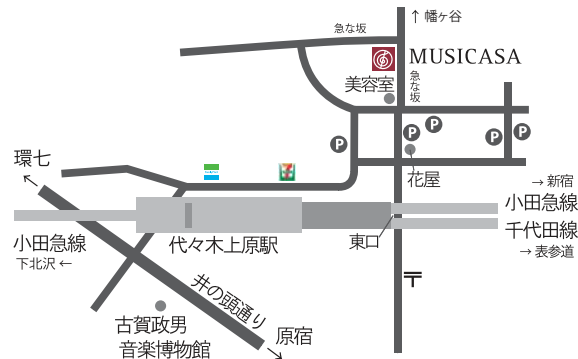 ↑ 幡ヶ谷
急な坂
MUSICASA
急な坂
美容室
P
P
P
P
P
環七
花屋
→ 新宿
小田急線
千代田線
→ 表参道
小田急線
下北沢 ←
代々木上原駅
東口
〒
井の頭通り
古賀政男
音楽博物館
原宿